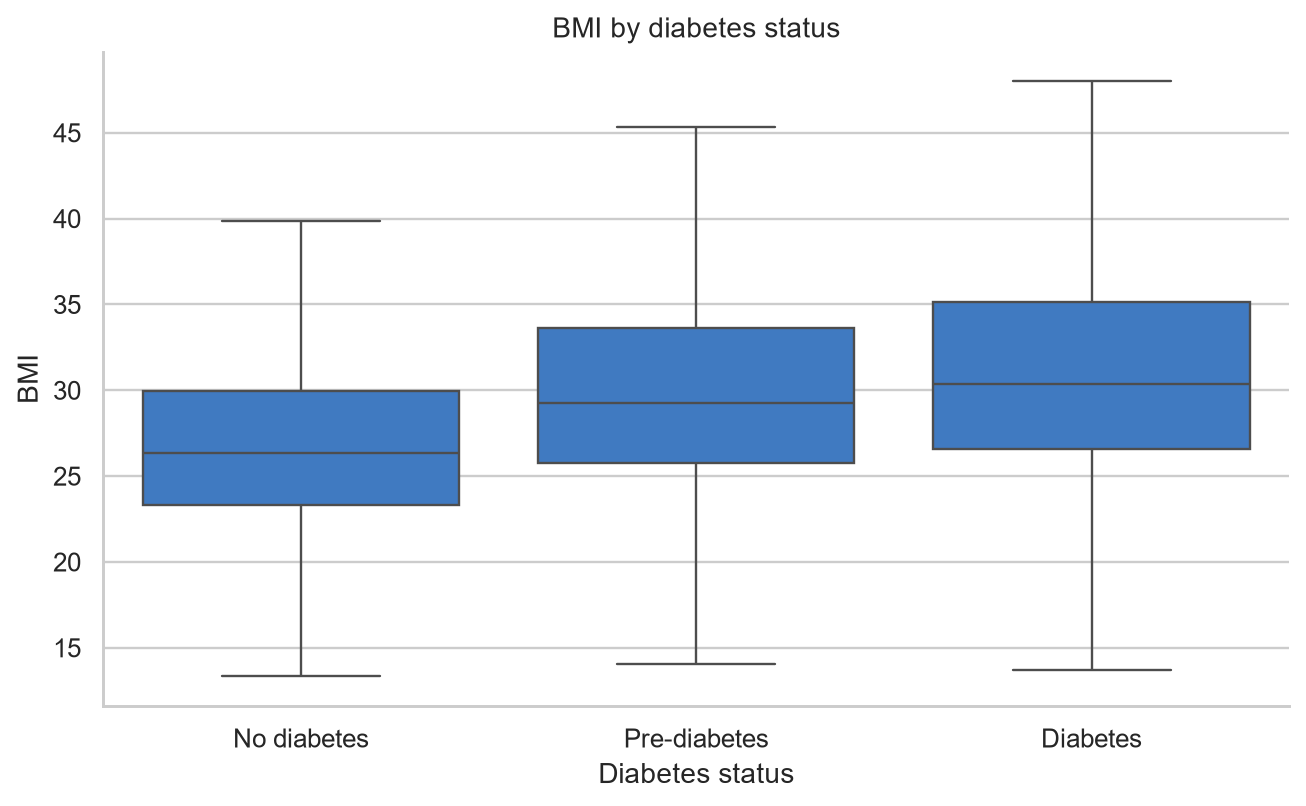 BMI by diabetes status
45
40
35
30
25
20
15
BMI
No diabetes
Pre-diabetes
Diabetes
Diabetes status